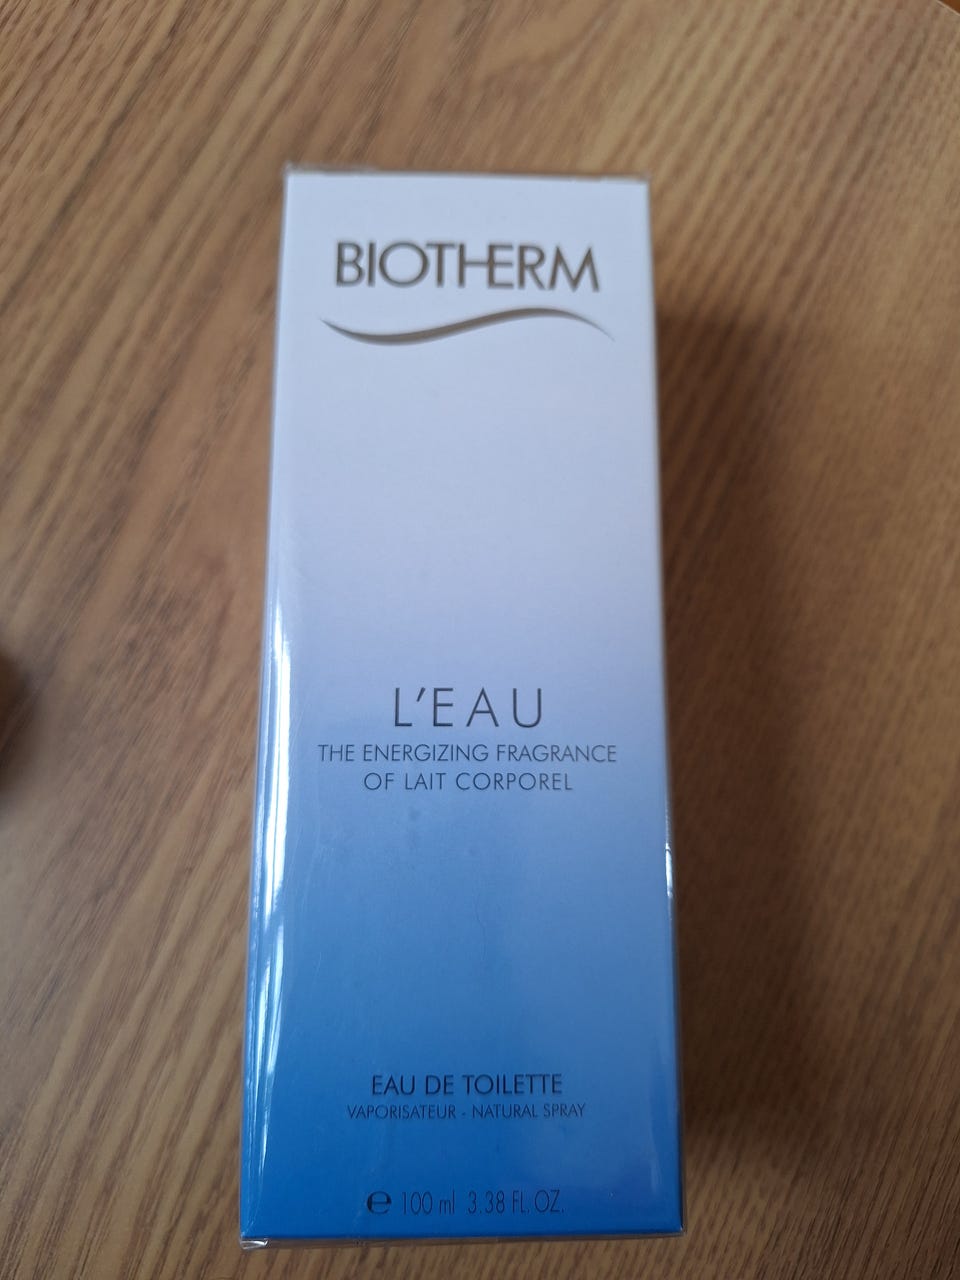 BIOTHERM
L'EAU
THE ENERGIZING FRAGRANCE
OF LAIT CORPOREL
EAU DE TOILETTE
VAPORISATEUR - NATURAL SPRAY
℮ 100 ml 3.38 FL. OZ.